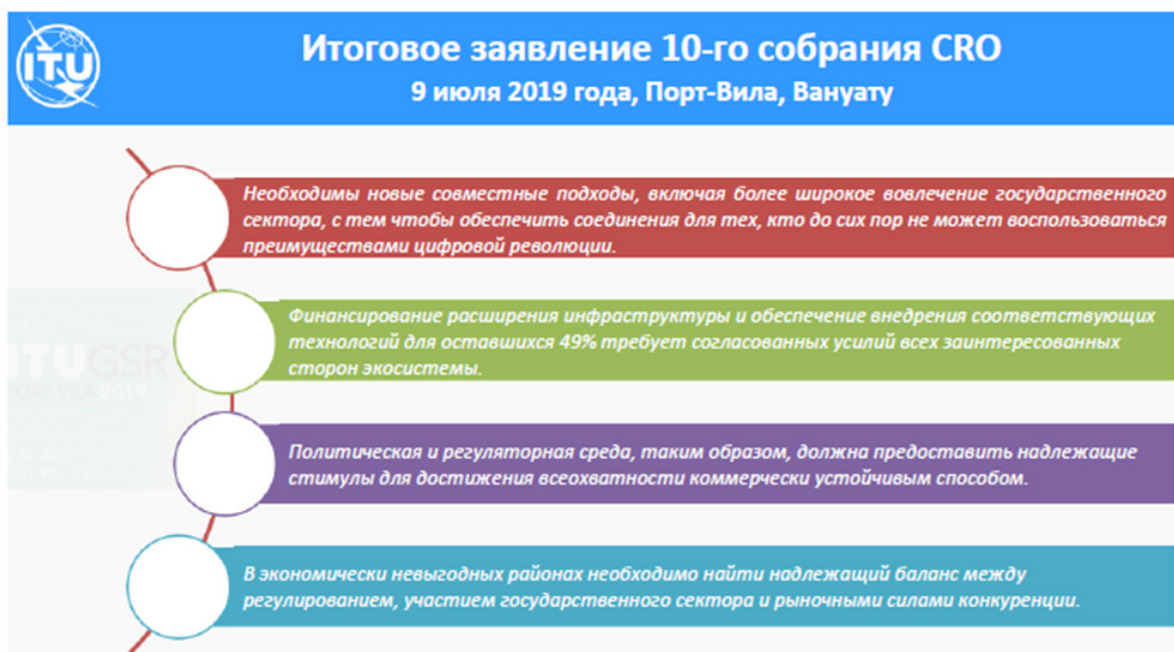 ITU
Итоговое заявление 10-го собрания CRO
9 июля 2019 года, Порт-Вила, Вануату
Необходимы новые совместные подходы, включая более широкое вовлечение государственного
сектора, с тем чтобы обеспечить соединения для тех, кто до сих пор не может воспользоваться
преимуществами цифровой революции.
Финансирование расширения инфраструктуры и обеспечение внедрения соответствующих
технологий для оставшихся 49% требует согласованных усилий всех заинтересованных
сторон экосистемы.
ITUGSR
PORT VILA 2019
Политическая и регуляторная среда, таким образом, должна предоставить надлежащие
стимулы для достижения всеохватности коммерчески устойчивым способом.
В экономически невыгодных районах необходимо найти надлежащий баланс между
регулированием, участием государственного сектора и рыночными силами конкуренции.